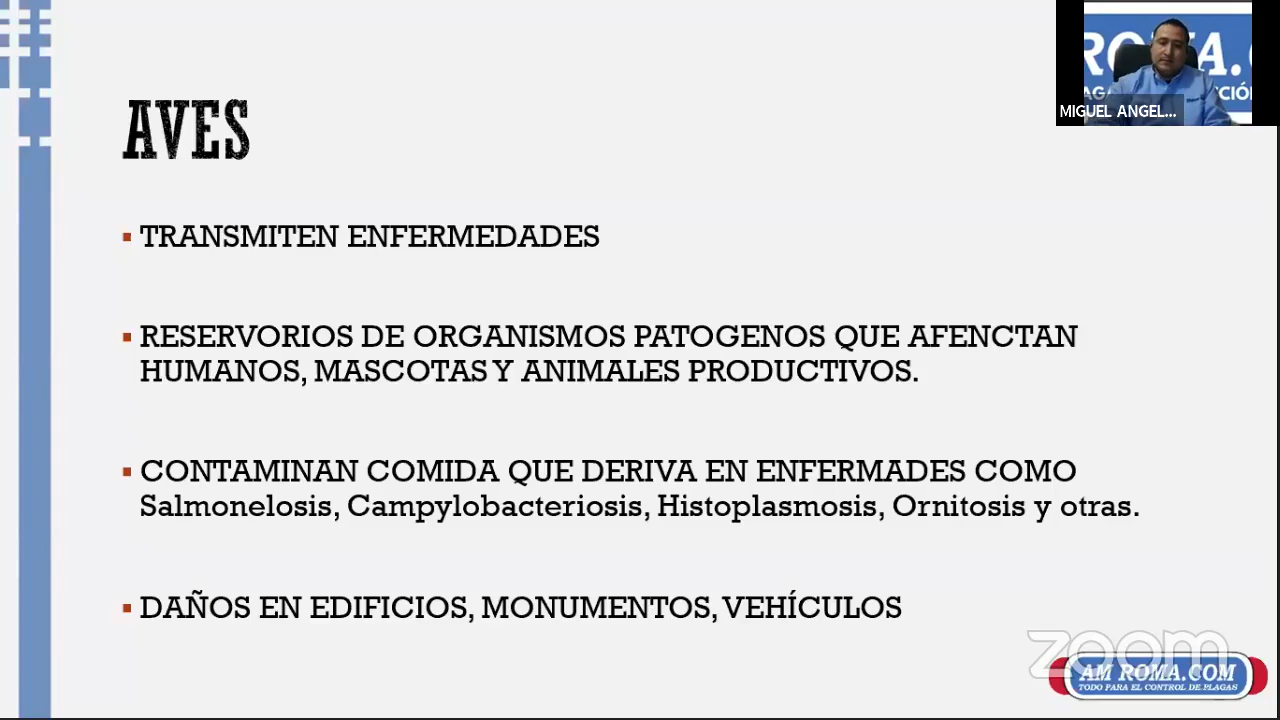 AVES
▪ TRANSMITEN ENFERMEDADES
▪ RESERVORIOS DE ORGANISMOS PATOGENOS QUE AFENCTAN
HUMANOS, MASCOTAS Y ANIMALES PRODUCTIVOS.
▪ CONTAMINAN COMIDA QUE DERIVA EN ENFERMADES COMO
Salmonelosis, Campylobacteriosis, Histoplasmosis, Ornitosis y otras.
▪ DAÑOS EN EDIFICIOS, MONUMENTOS, VEHÍCULOS
MIGUEL ANGEL...
zoom
AM ROMA.COM
TODO PARA EL CONTROL DE PLAGAS